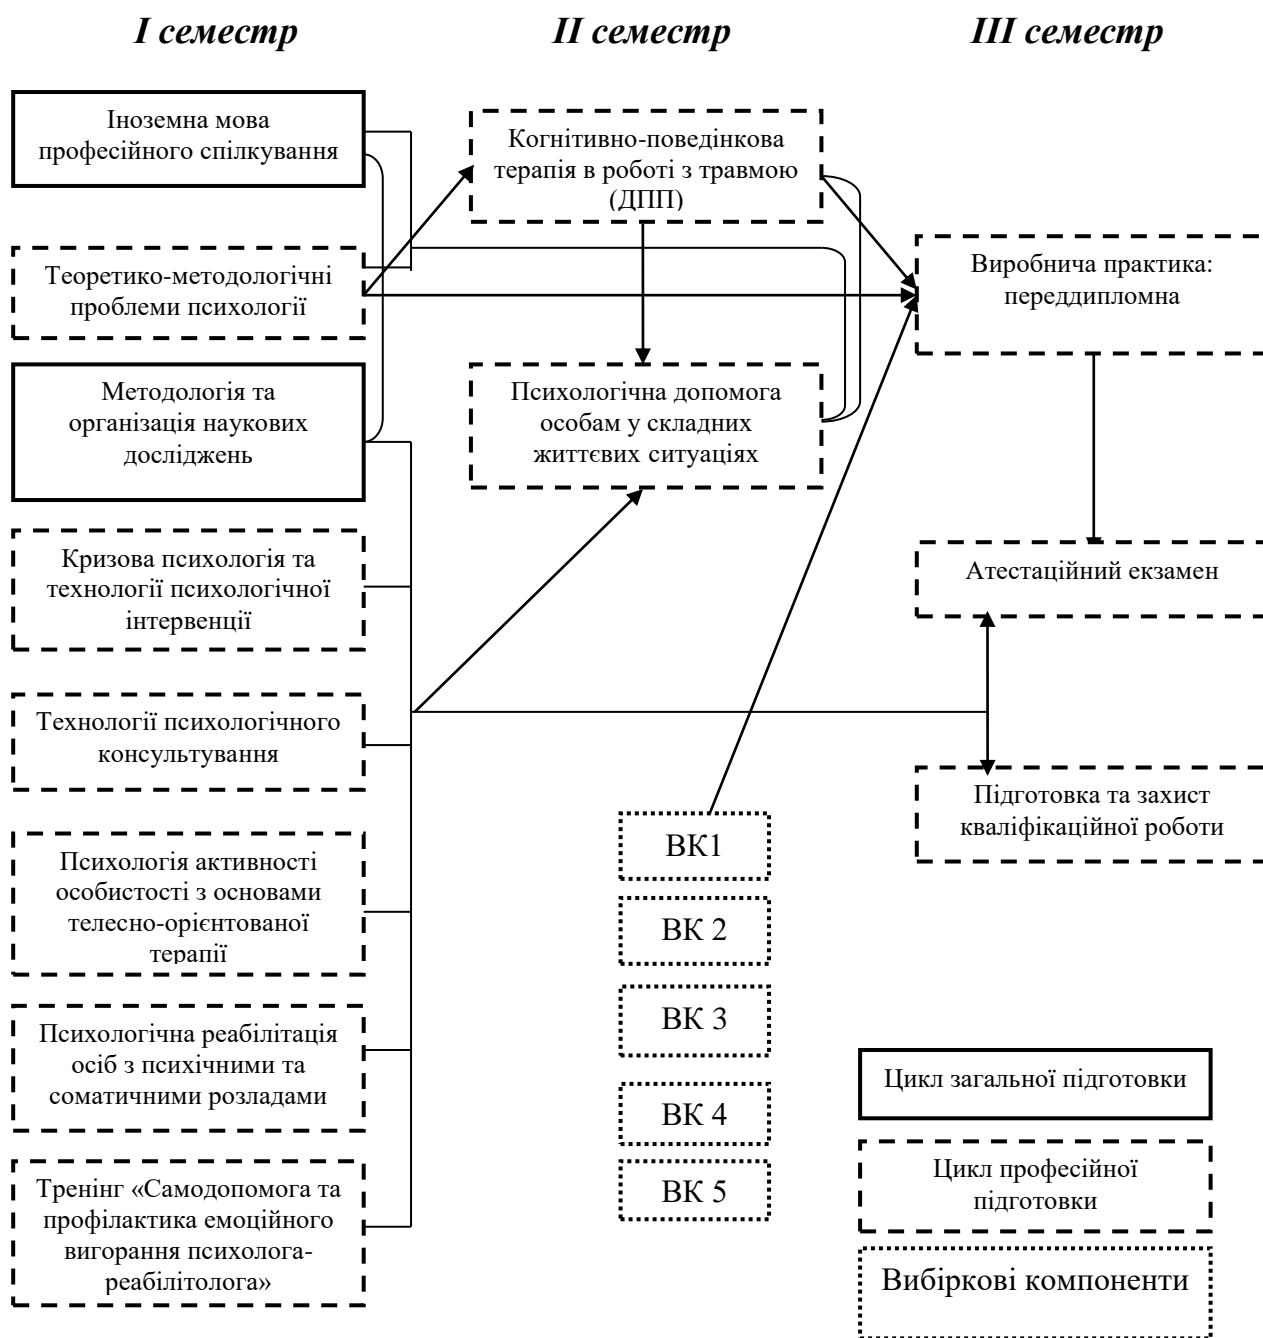 I семестр
II семестр
III семестр
Іноземна мова
професійного спілкування
Теоретико-методологічні
проблеми психології
Методологія та
організація наукових
досліджень
Кризова психологія та
технології психологічної
інтервенції
Технології психологічного
консультування
Психологія активності
особистості з основами
телесно-орієнтованої
терапії
Психологічна реабілітація
осіб з психічними та
соматичними розладами
Тренінг «Самодопомога та
профілактика емоційного
вигорання психолога-
реабілітолога»
Когнітивно-поведінкова
терапія в роботі з травмою
(ДПП)
Психологічна допомога
особам у складних
життєвих ситуаціях
ВК1
ВК 2
ВК 3
ВК 4
ВК 5
Виробнича практика:
переддипломна
Атестаційний екзамен
Підготовка та захист
кваліфікаційної роботи
Цикл загальної підготовки
Цикл професійної
підготовки
Вибіркові компоненти